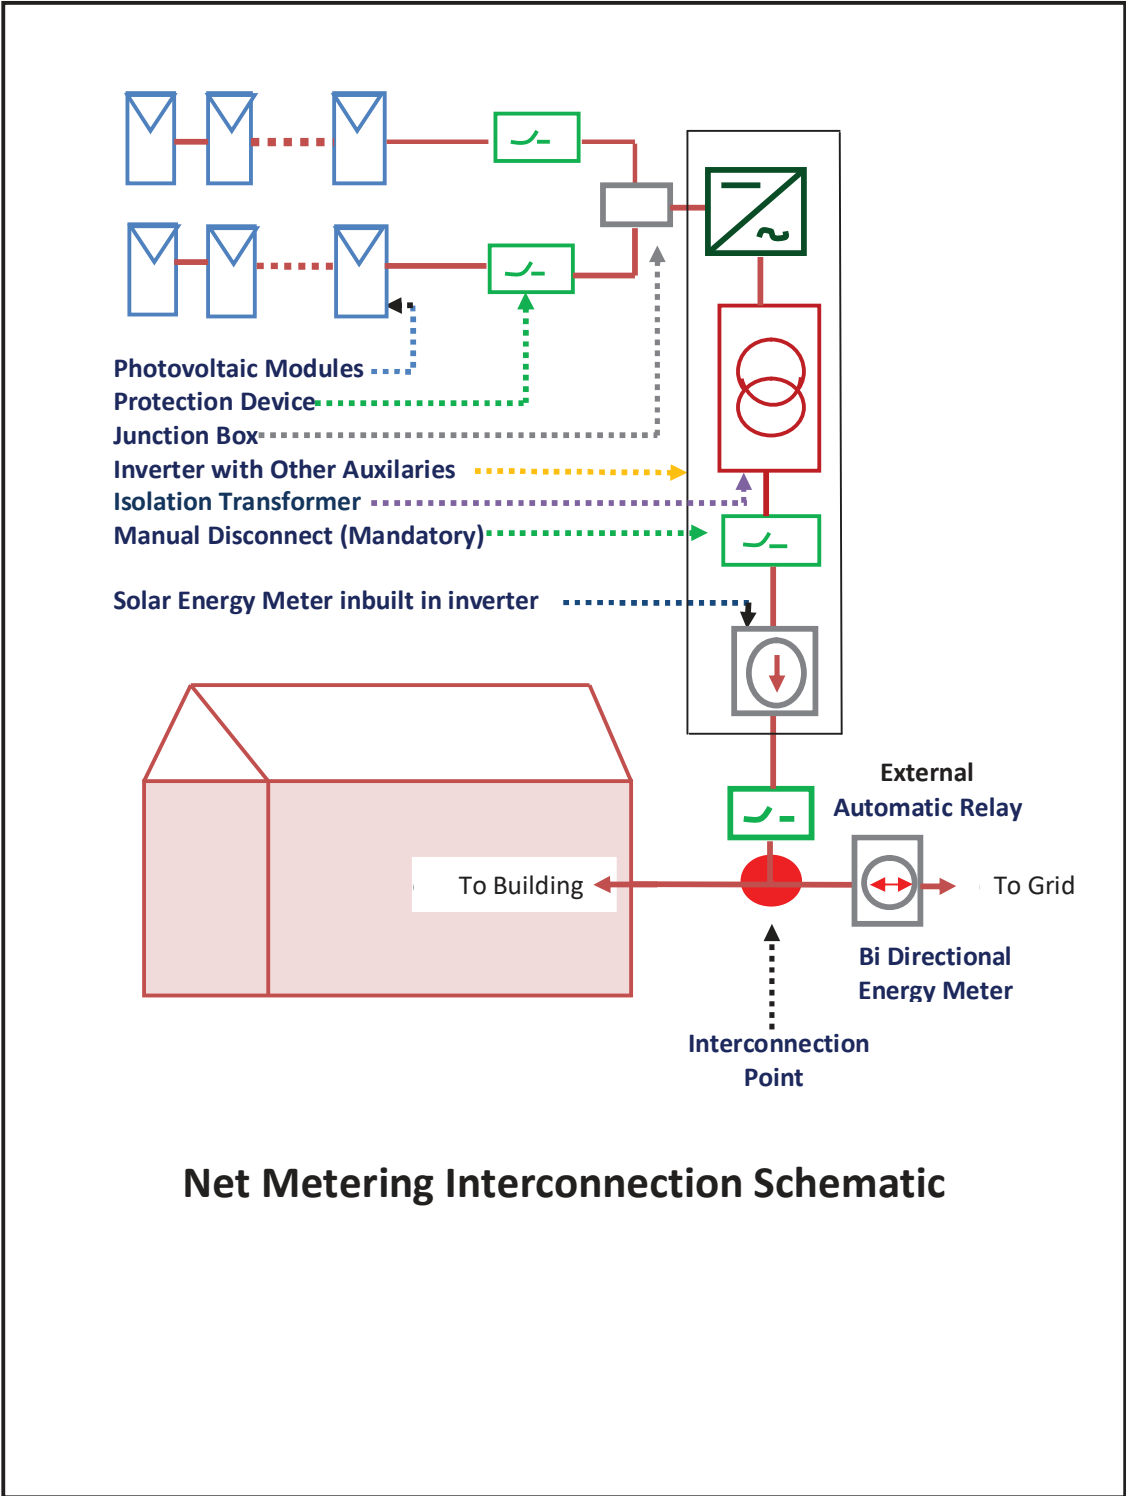 Photovoltaic Modules
Protection Device
Junction Box
Inverter with Other Auxilaries
Isolation Transformer
Manual Disconnect (Mandatory)
Solar Energy Meter inbuilt in inverter
External
Automatic Relay
To Building
To Grid
Bi Directional
Energy Meter
Interconnection
Point
Net Metering Interconnection Schematic